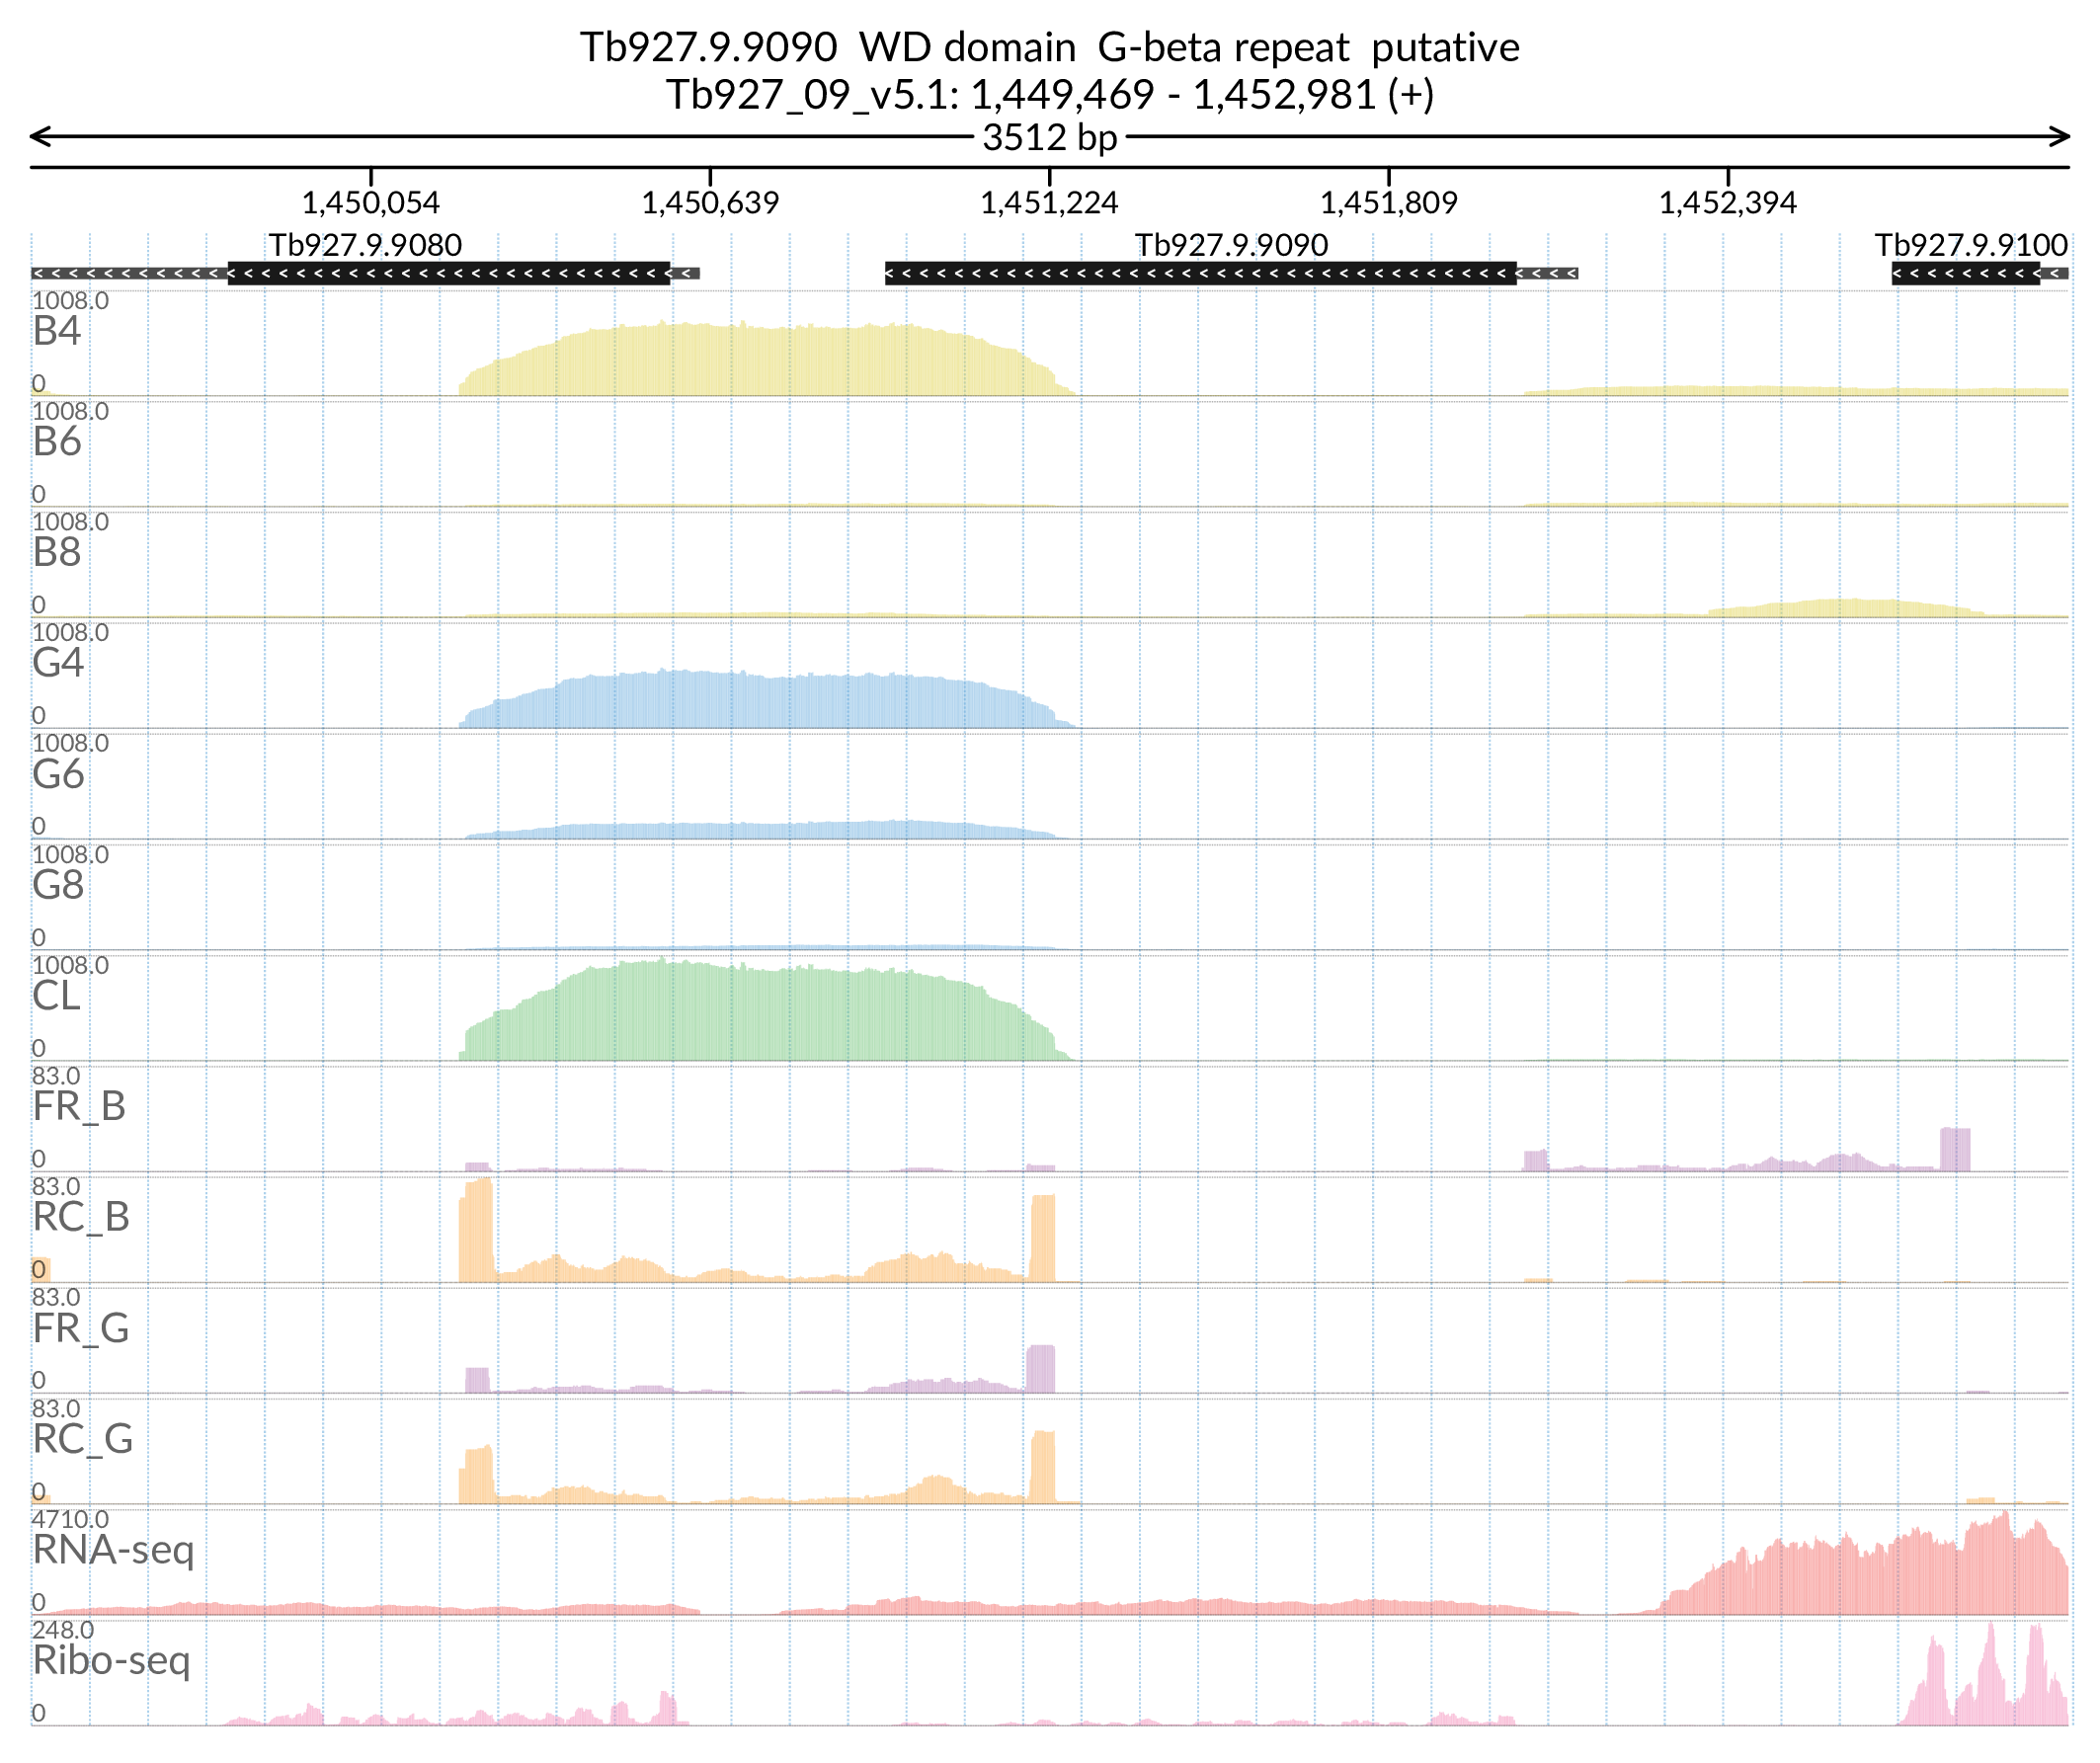 Tb927.9.9090  WD domain  G-beta repeat  putative
Tb927_09_v5.1: 1,449,469 - 1,452,981 (+)
3512 bp
1,450,054 1,450,639 1,451,224 1,451,809 1,452,394
Tb927.9.9080 Tb927.9.9090 Tb927.9.9100
1008.0
B4
0
1008.0
B6
0
1008.0
B8
0
1008.0
G4
0
1008.0
G6
0
1008.0
G8
0
1008.0
CL
0
83.0
FR_B
0
83.0
RC_B
0
83.0
FR_G
0
83.0
RC_G
0
4710.0
RNA-seq
0
248.0
Ribo-seq
0